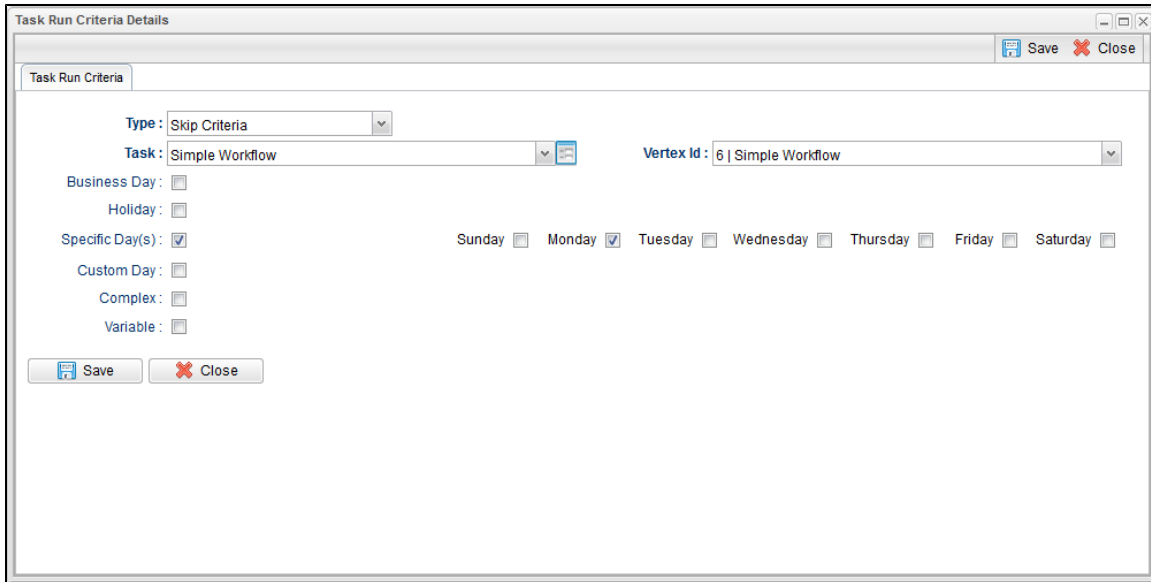 Task Run Criteria Details
Save Close
Task Run Criteria
Type : Skip Criteria
Task : Simple Workflow Vertex Id : 6 | Simple Workflow
Business Day :
Holiday :
Specific Day(s) : Sunday Monday Tuesday Wednesday Thursday Friday Saturday
Custom Day :
Complex :
Variable :
Save Close